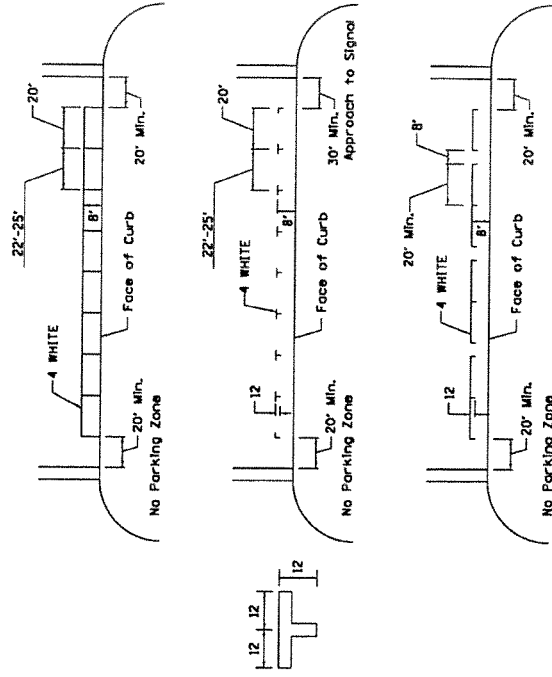 22'-25'
20'
4 WHITE
8'
Face of Curb
20' Min.
20' Min.
No Parking Zone
22'-25'
20'
4 WHITE
8'
12
Face of Curb
20' Min.
30' Min.
No Parking Zone
Approach to Signal
12
12
12
20' Min.
8'
4 WHITE
8'
12
Face of Curb
20' Min.
20' Min.
No Parking Zone